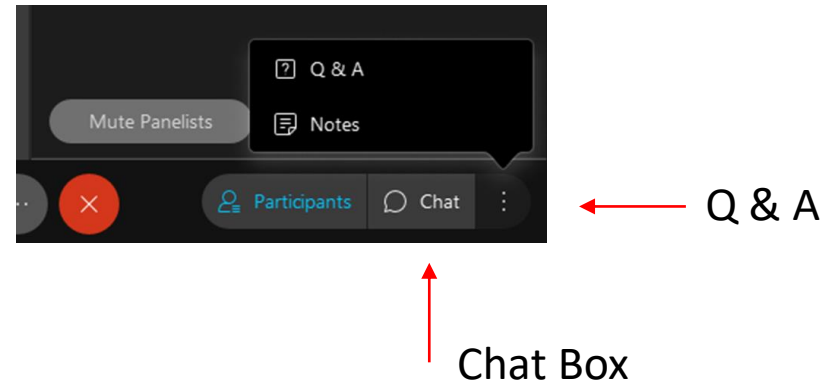 Q & A
Notes
Mute Panelists
Participants
Chat
Q & A
Chat Box